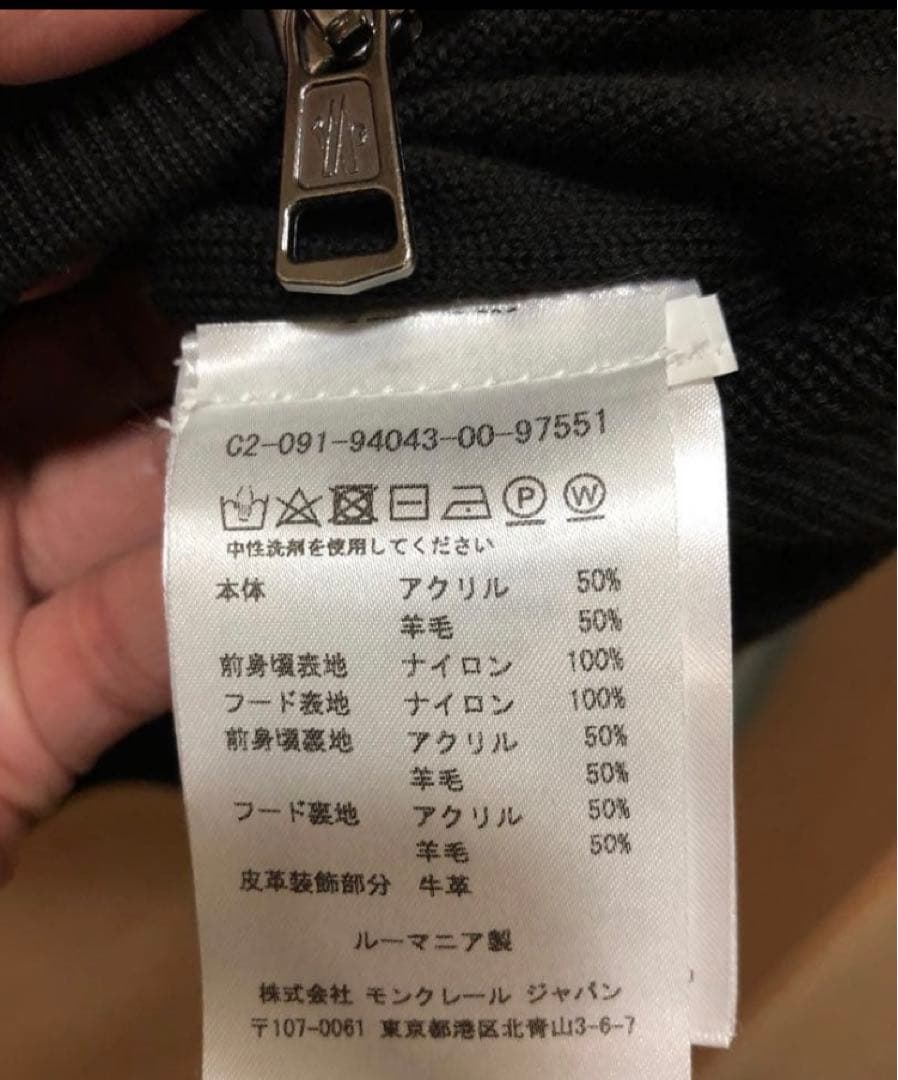 C2-091-94043-00-97551
P W
中性洗剤を使用してください
本体 アクリル 50%
羊毛 50%
前身頃表地 ナイロン 100%
フード表地 ナイロン 100%
前身頃裏地 アクリル 50%
羊毛 50%
フード裏地 アクリル 50%
羊毛 50%
皮革装飾部分 牛革
ルーマニア製
株式会社 モンクレール ジャパン
〒107-0061 東京都港区北青山3-6-7